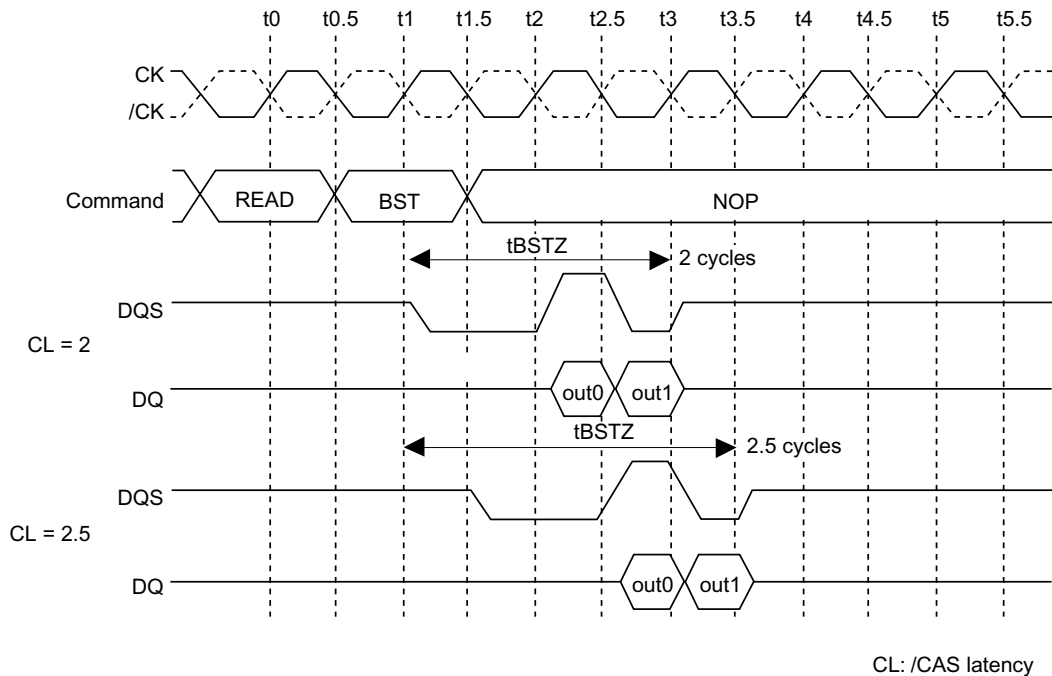 t0 t0.5 t1 t1.5 t2 t2.5 t3 t3.5 t4 t4.5 t5 t5.5
CK
/CK
Command READ BST NOP
tBSTZ
2 cycles
DQS
CL = 2
DQ out0 out1
tBSTZ
2.5 cycles
DQS
CL = 2.5
DQ out0 out1
CL: /CAS latency